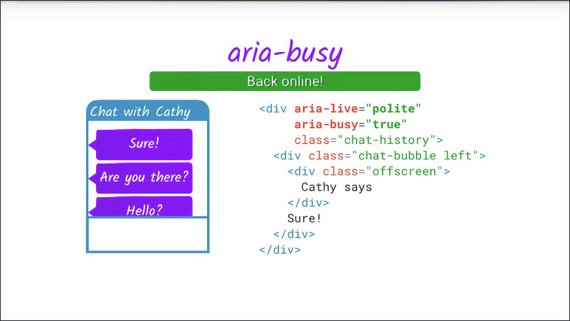 aria-busy
Back online!
Chat with Cathy
Sure!
Are you there?
Hello?
<div aria-live="polite"
aria-busy="true"
class="chat-history">
<div class="chat-bubble left">
<div class="offscreen">
Cathy says
</div>
Sure!
</div>
</div>